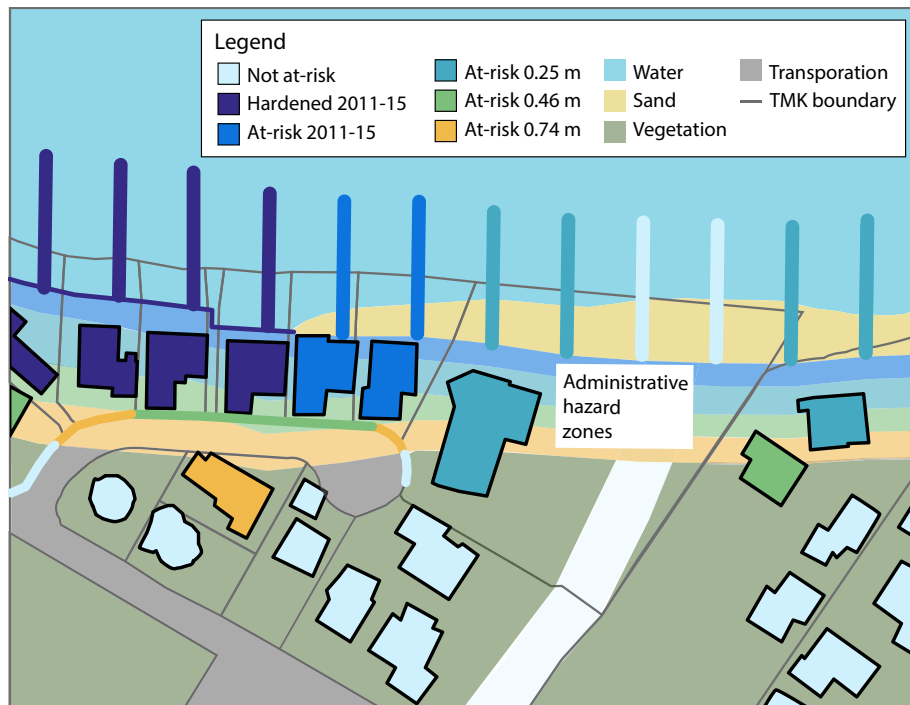 Legend
Not at-risk
Hardened 2011-15
At-risk 2011-15
At-risk 0.25 m
At-risk 0.46 m
At-risk 0.74 m
Water
Sand
Vegetation
Transporation
TMK boundary
Administrative
hazard
zones